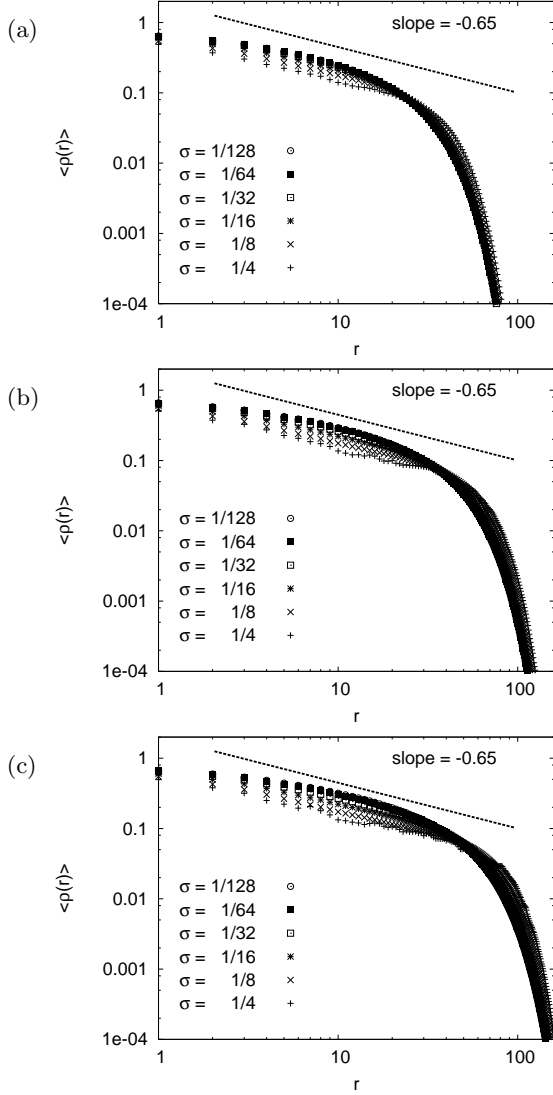 (a)
1
0.1
0.01
0.001
1e-04
<ρ(r)>
slope = -0.65
σ = 1/128
σ = 1/64
σ = 1/32
σ = 1/16
σ = 1/8
σ = 1/4
1 10 100
r
(b)
1
0.1
0.01
0.001
1e-04
<ρ(r)>
slope = -0.65
σ = 1/128
σ = 1/64
σ = 1/32
σ = 1/16
σ = 1/8
σ = 1/4
1 10 100
r
(c)
1
0.1
0.01
0.001
1e-04
<ρ(r)>
slope = -0.65
σ = 1/128
σ = 1/64
σ = 1/32
σ = 1/16
σ = 1/8
σ = 1/4
1 10 100
r